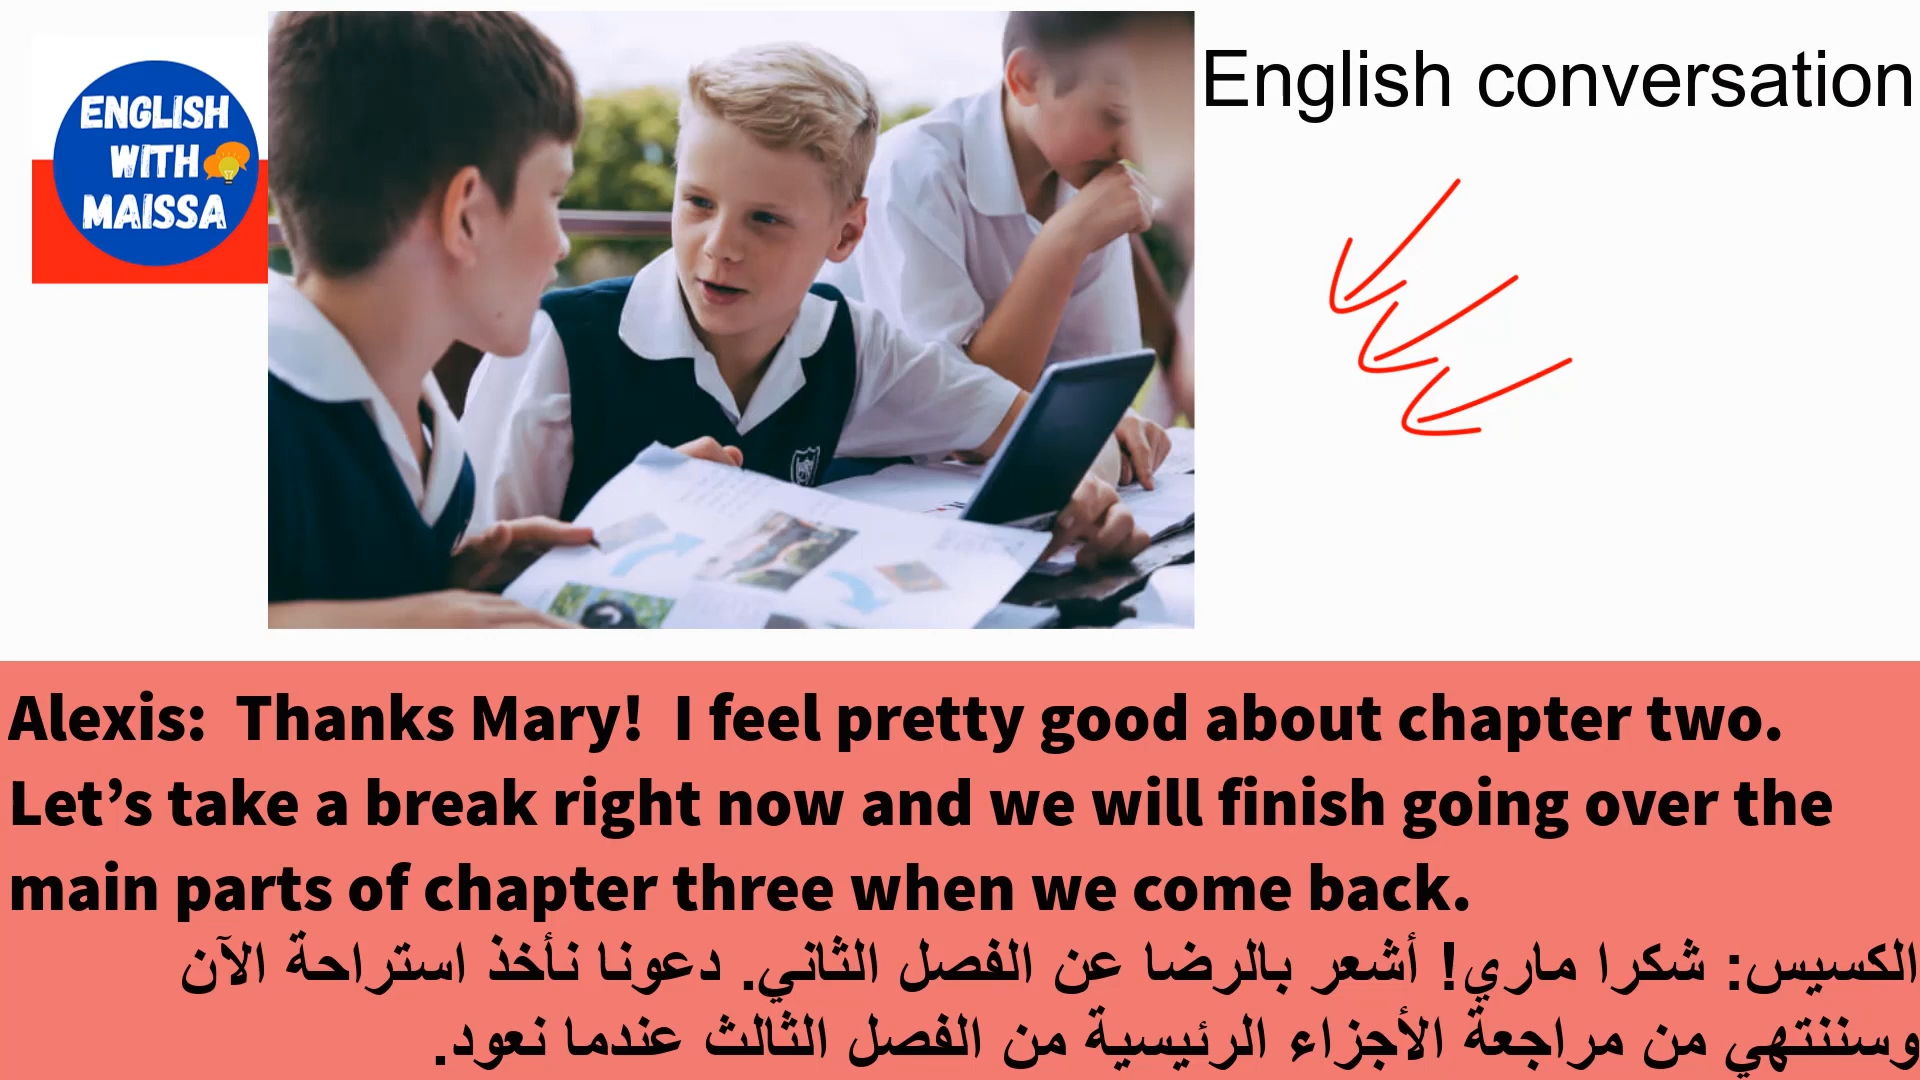 ENGLISH
WITH
MAISSA
English conversation
Alexis:  Thanks Mary!  I feel pretty good about chapter two.
Let’s take a break right now and we will finish going over the
main parts of chapter three when we come back.
الكسيس: شكرا ماري! أشعر بالرضا عن الفصل الثاني. دعونا نأخذ استراحة الآن
وسننتهي من مراجعة الأجزاء الرئيسية من الفصل الثالث عندما نعود.